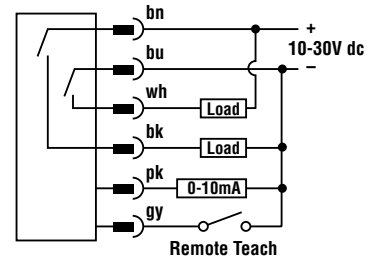 bn
+
10-30V dc
bu
–
wh
Load
bk
Load
pk
0-10mA
gy
Remote Teach